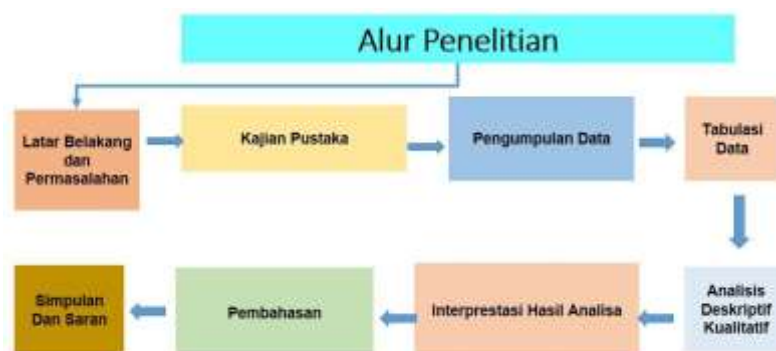 Alur Penelitian
Latar Belakang
dan
Permasalahan
Kajian Pustaka
Pengumpulan Data
Tabulasi
Data
Analisis
Deskriptif
Kualitatif
Interprestasi Hasil Analisa
Pembahasan
Simpulan
Dan Saran